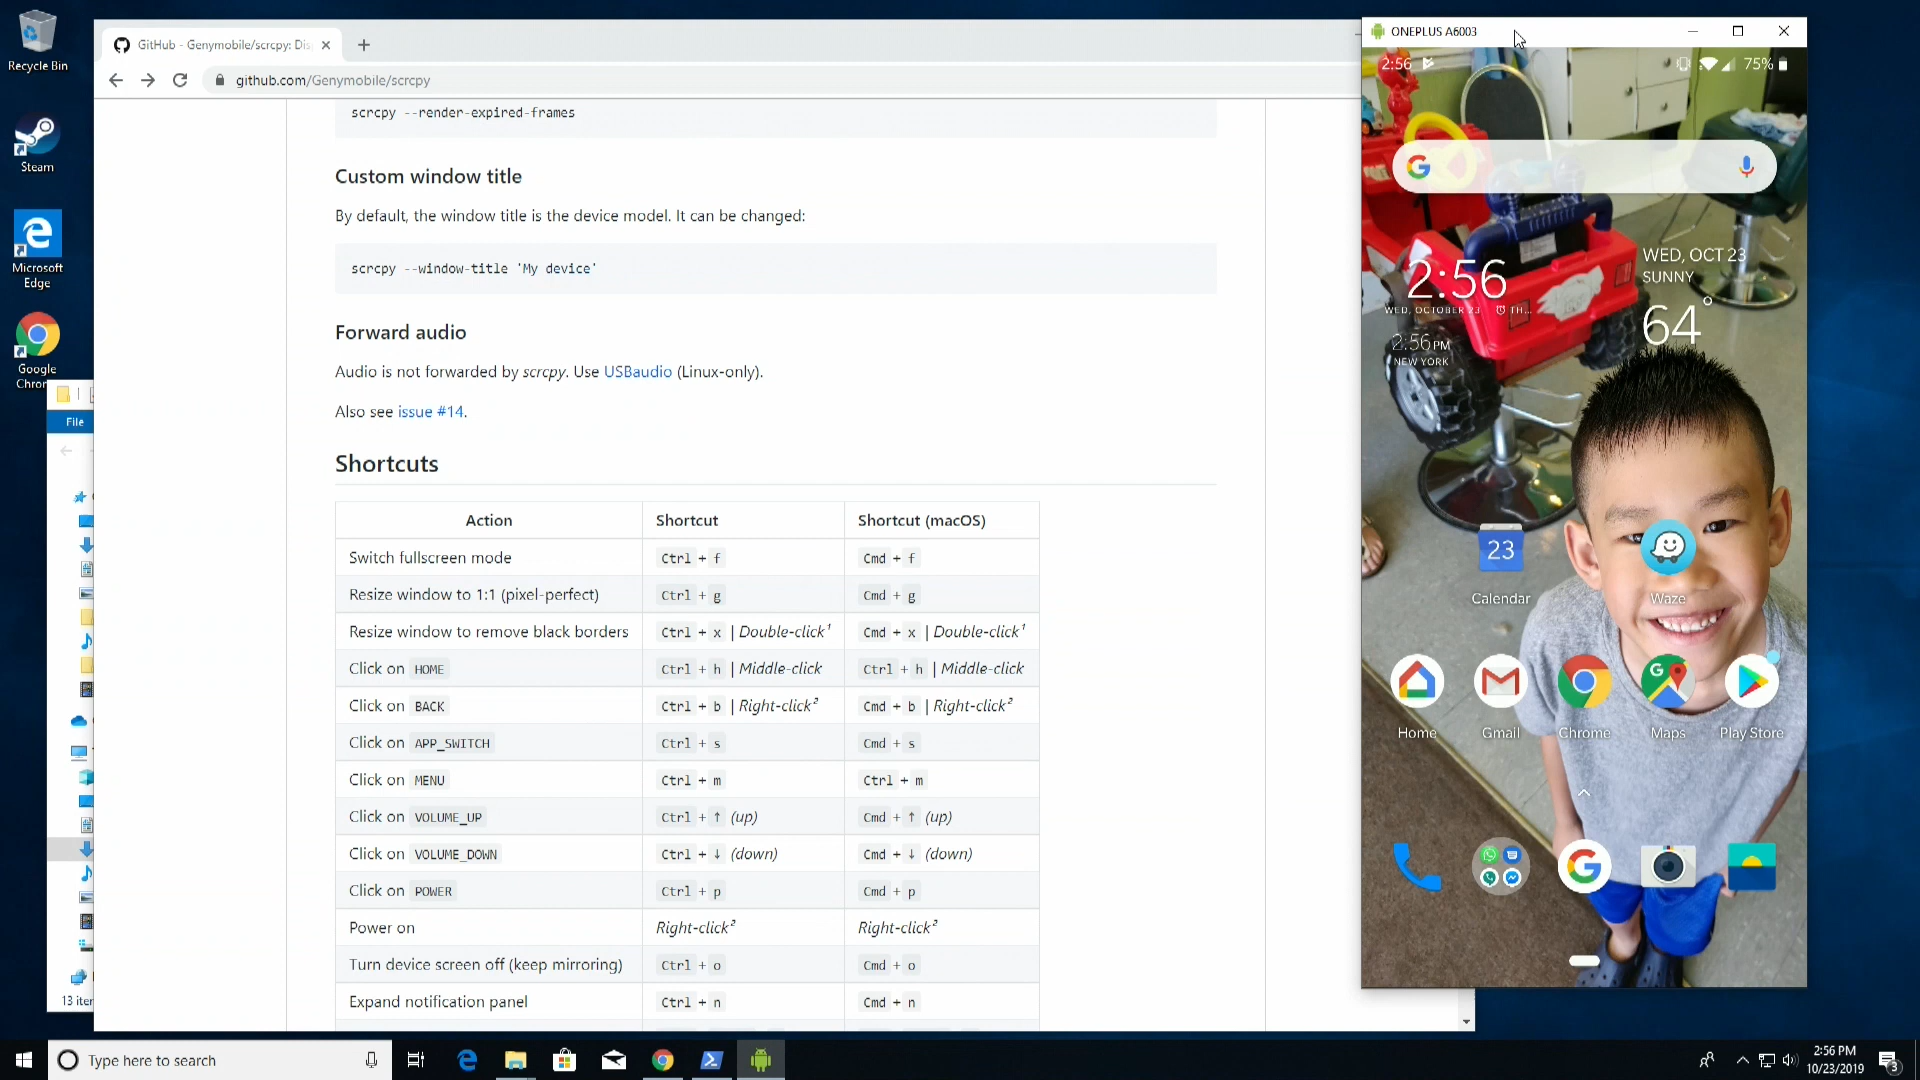 Recycle Bin
Steam
Microsoft
Edge
Google
File
GitHub - Genymobile/scrcpy: Dis
github.com/Genymobile/scrcpy
scrcpy --render-expired-frames
Custom window title
By default, the window title is the device model. It can be changed:
scrcpy --window-title 'My device'
Forward audio
Audio is not forwarded by scrcpy. Use USBaudio (Linux-only).
Also see issue #14.
Shortcuts
Action Shortcut Shortcut (macOS)
Switch fullscreen mode Ctrl + f Cmd + f
Resize window to 1:1 (pixel-perfect) Ctrl + g Cmd + g
Resize window to remove black borders Ctrl + x | Double-click¹ Cmd + x | Double-click¹
Click on HOME Ctrl + h | Middle-click Ctrl + h | Middle-click
Click on BACK Ctrl + b | Right-click² Cmd + b | Right-click²
Click on APP_SWITCH Ctrl + s Cmd + s
Click on MENU Ctrl + m Ctrl + m
Click on VOLUME_UP Ctrl + ↑ (up) Cmd + ↑ (up)
Click on VOLUME_DOWN Ctrl + ↓ (down) Cmd + ↓ (down)
Click on POWER Ctrl + p Cmd + p
Power on Right-click² Right-click²
Turn device screen off (keep mirroring) Ctrl + o Cmd + o
Expand notification panel Ctrl + n Cmd + n
ONEPLUS A6003
2:56 75%
2:56
WED, OCTOBER 23 TH...
2:56 PM
NEW YORK
WED, OCT 23
SUNNY
64°
23
Calendar Waze
Home Gmail Chrome Maps Play Store
Type here to search
2:56 PM
10/23/2019
3